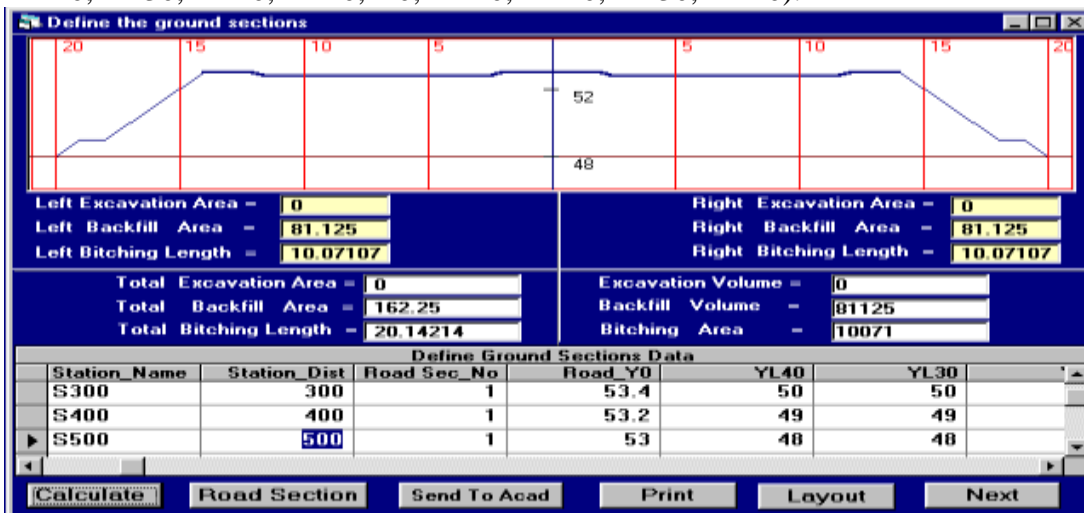 Define the ground sections
20 15 10 5 5 10 15 20
52
48
Left Excavation Area = 0
Right Excavation Area = 0
Left Backfill Area = 81.125
Right Backfill Area = 81.125
Left Bitching Length = 10.07107
Right Bitching Length = 10.07107
Total Excavation Area = 0
Excavation Volume = 0
Total Backfill Area = 162.25
Backfill Volume = 81125
Total Bitching Length = 20.14214
Bitching Area = 10071
Define Ground Sections Data
Station_Name Station_Dist Road Sec_No Road_Y0 YL40 YL30
S300 300 1 53.4 50 50
S400 400 1 53.2 49 49
S500 500 1 53 48 48
Calculate Road Section Send To Acad Print Layout Next